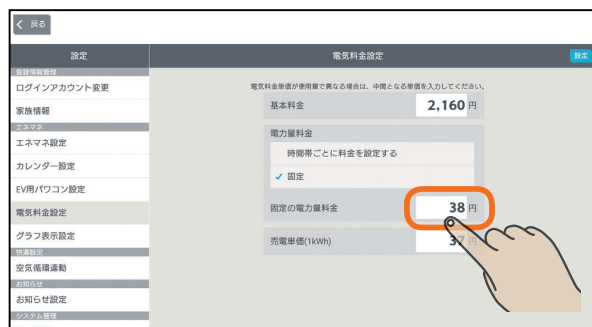 戻る
設定
電気料金設定
設定
登録情報管理
ログインアカウント変更
家族情報
エネマネ
エネマネ設定
カレンダー設定
EV用パワコン設定
電気料金設定
グラフ表示設定
快適設定
空気循環運動
お知らせ
お知らせ設定
システム管理
電気料金単価が使用量で異なる場合は、中間となる単価を入力してください。
基本料金 2,160 円
電力量料金
時間帯ごとに料金を設定する
固定
固定の電力量料金 38 円
売電単価(1kWh) 37 円